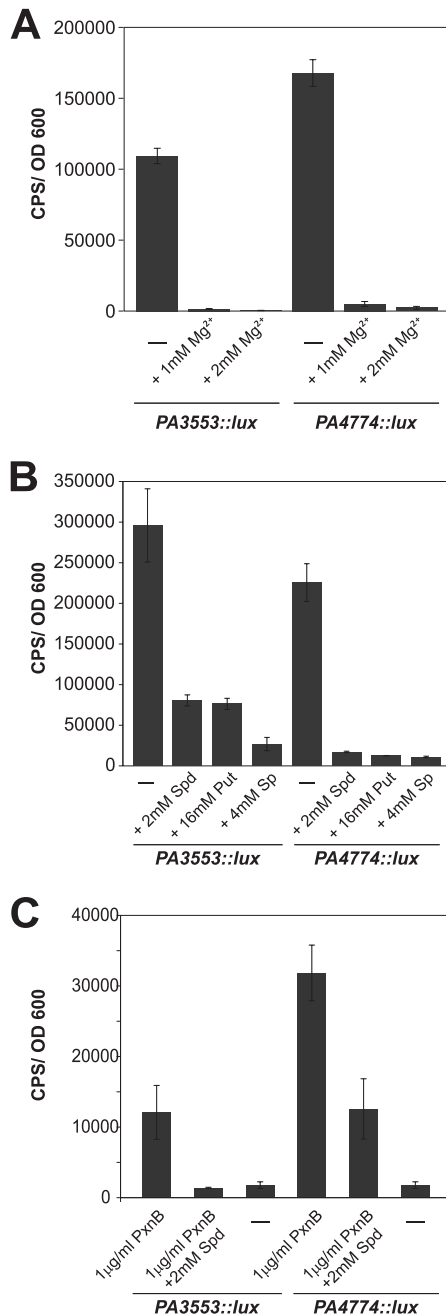 A
CPS/ OD 600
200000
150000
100000
50000
0
—
+ 1mM Mg²⁺
+ 2mM Mg²⁺
—
+ 1mM Mg²⁺
+ 2mM Mg²⁺
PA3553::lux
PA4774::lux
B
CPS/ OD 600
350000
300000
250000
200000
150000
100000
50000
0
—
+ 2mM Spd
+ 16mM Put
+ 4mM Sp
—
+ 2mM Spd
+ 16mM Put
+ 4mM Sp
PA3553::lux
PA4774::lux
C
CPS/ OD 600
40000
30000
20000
10000
0
1µg/ml PxnB
1µg/ml PxnB
+2mM Spd
—
1µg/ml PxnB
1µg/ml PxnB
+2mM Spd
—
PA3553::lux
PA4774::lux